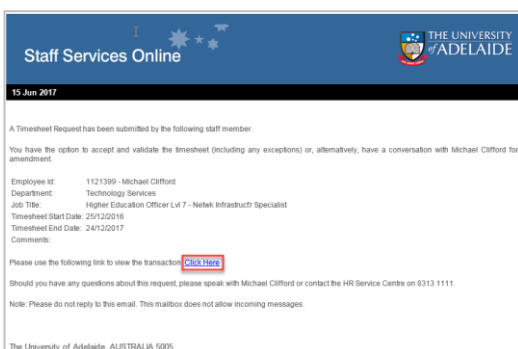 Staff Services Online
THE UNIVERSITY
of ADELAIDE
15 Jun 2017
A Timesheet Request has been submitted by the following staff member.
You have the option to accept and validate the timesheet (including any exceptions) or, alternatively, have a conversation with Michael Clifford for
amendment.
Employee Id: 1121399 - Michael Clifford
Department: Technology Services
Job Title: Higher Education Officer Lvl 7 - Netwk Infrastrucfr Specialist
Timesheet Start Date: 25/12/2016
Timesheet End Date: 24/12/2017
Comments:
Please use the following link to view the transaction Click Here
Should you have any questions about this request, please speak with Michael Clifford or contact the HR Service Centre on 8313 1111.
Note: Please do not reply to this email. This mailbox does not allow incoming messages.
The University of Adelaide, AUSTRALIA 5005